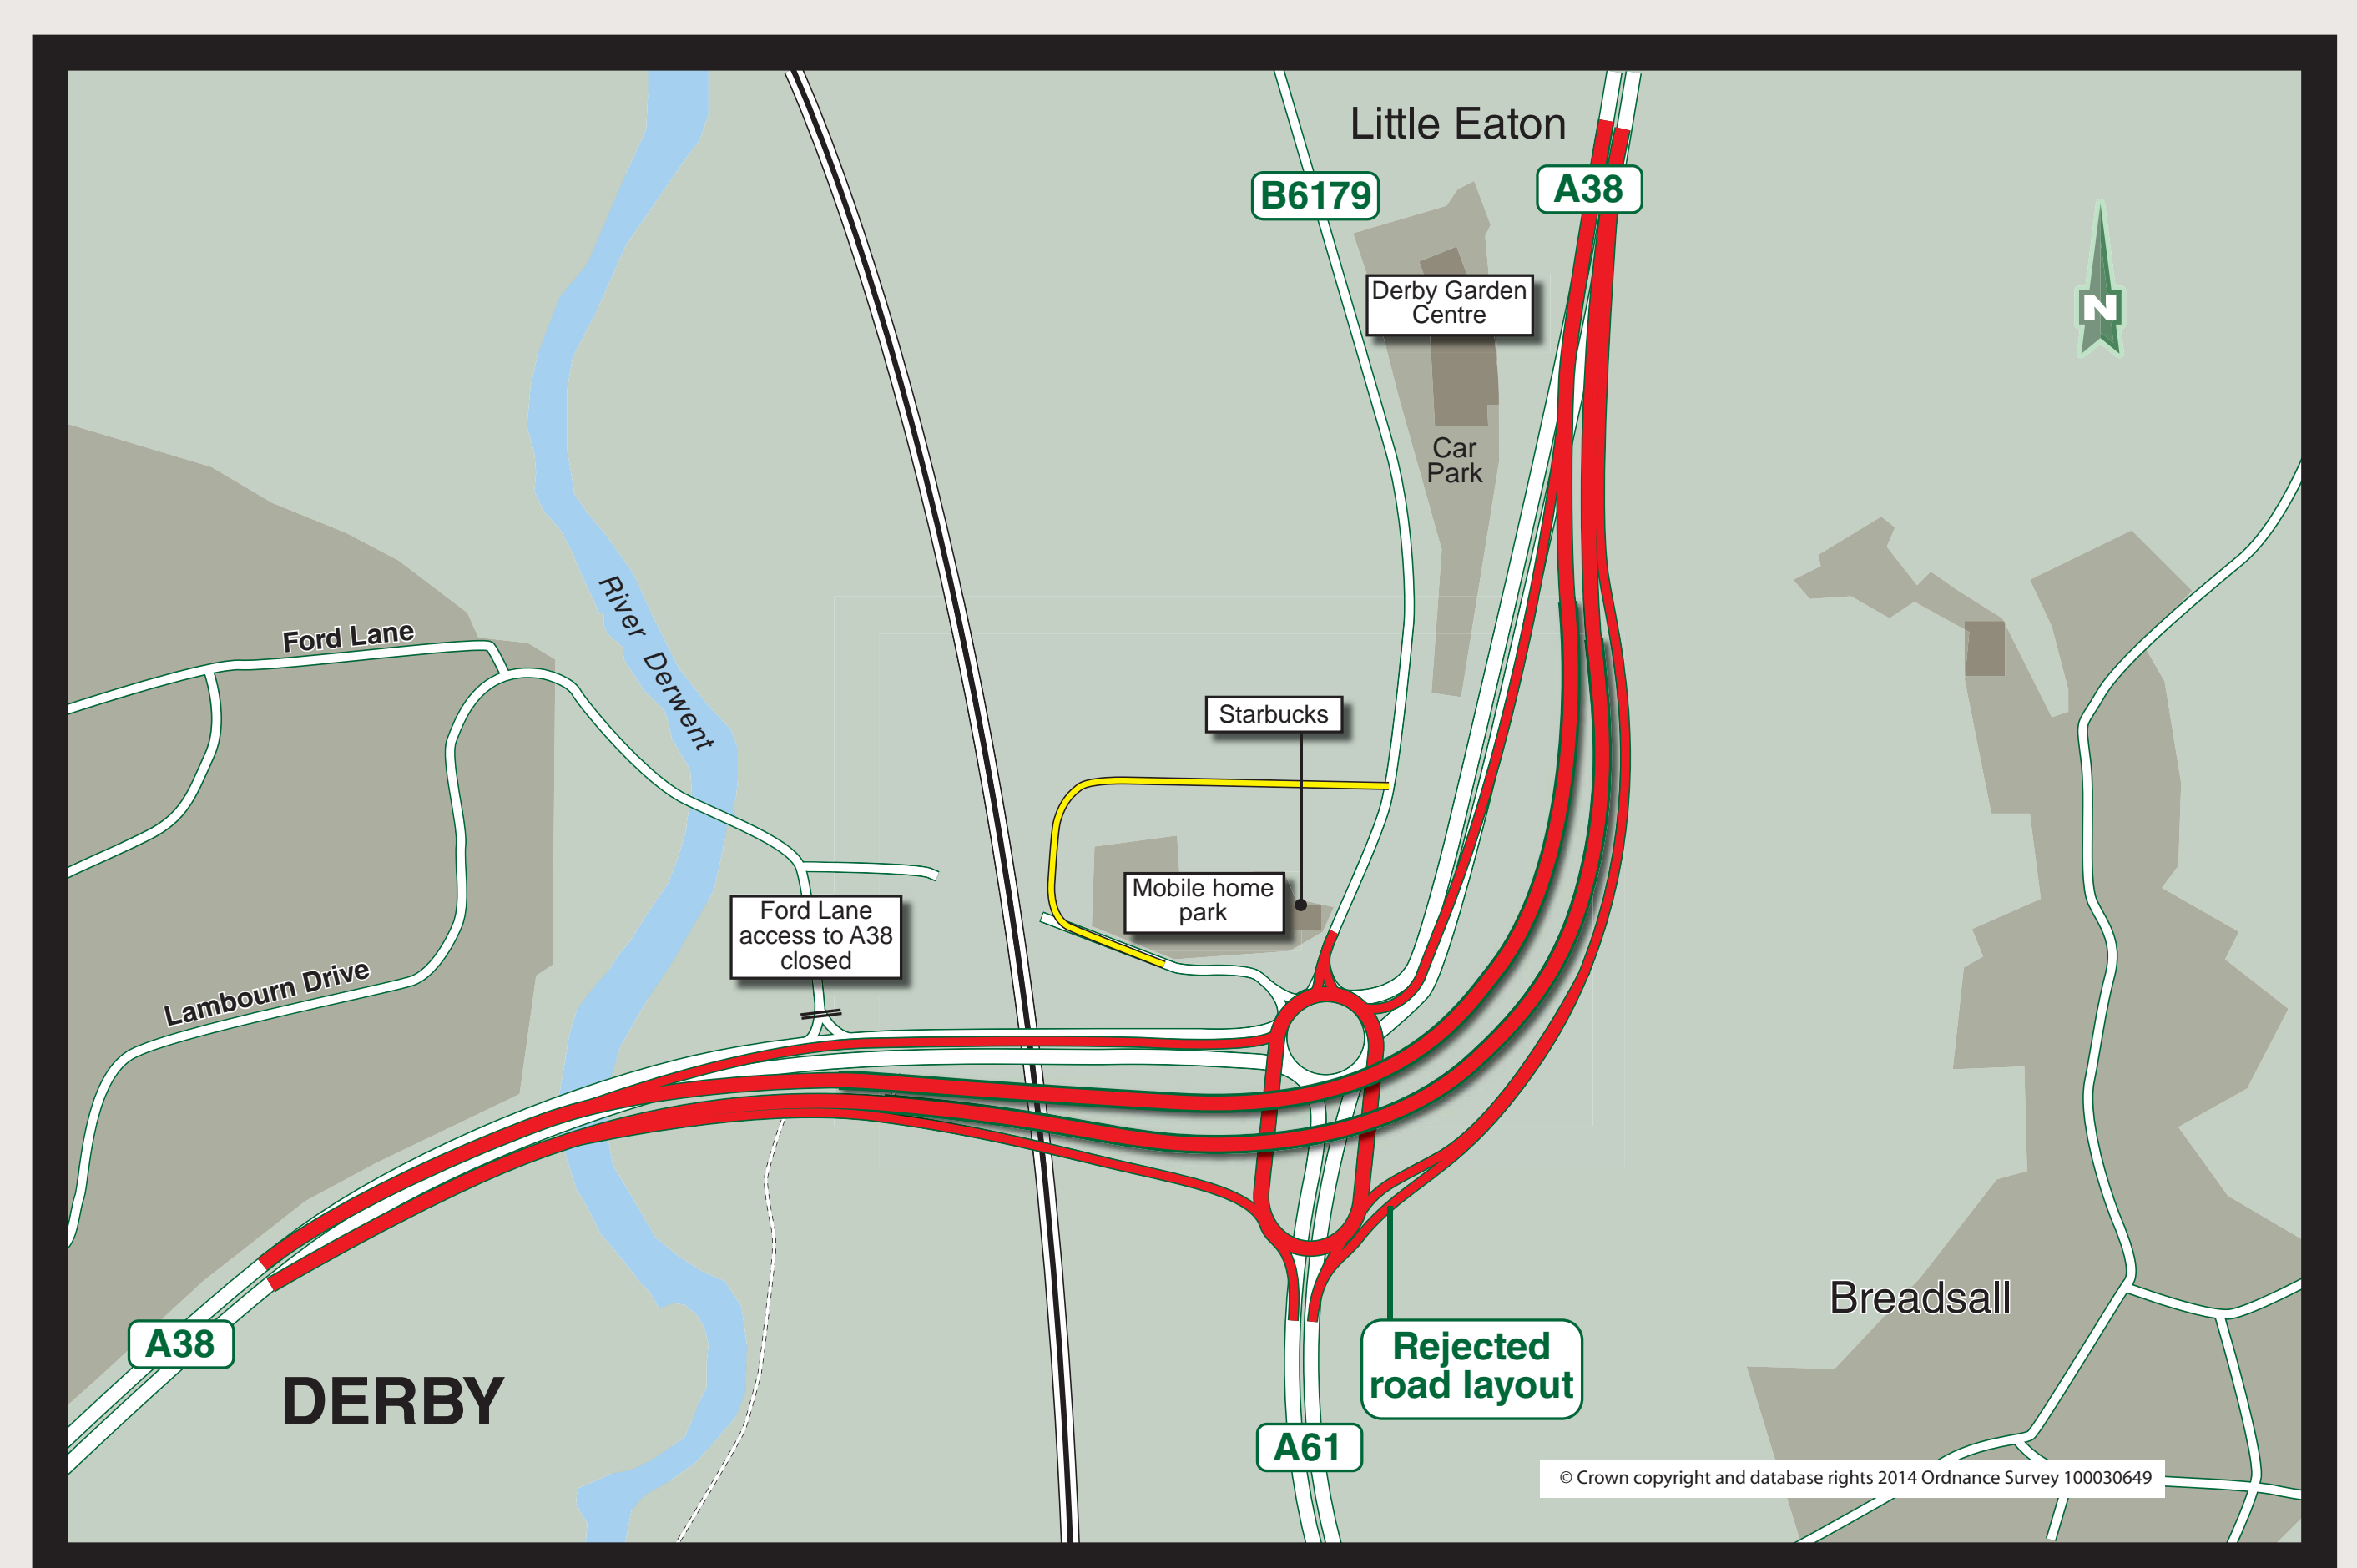 Little Eaton
B6179
A38
N
Derby Garden
Centre
Car
Park
River Derwent
Ford Lane
Starbucks
Mobile home
park
Ford Lane
access to A38
closed
Lambourn Drive
Breadsall
A38
Rejected
road layout
DERBY
A61
© Crown copyright and database rights 2014 Ordnance Survey 100030649